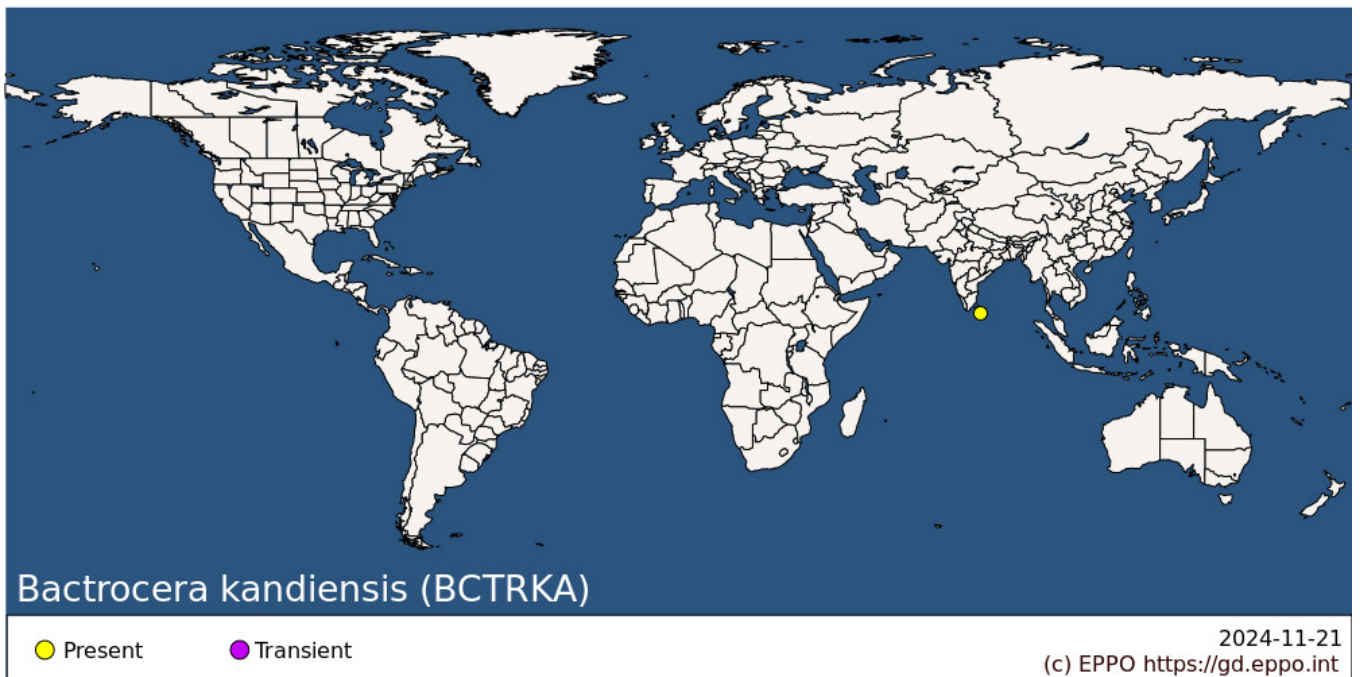 Bactrocera kandiensis (BCTRKA)
Present
Transient
2024-11-21
(c) EPPO https://gd.eppo.int